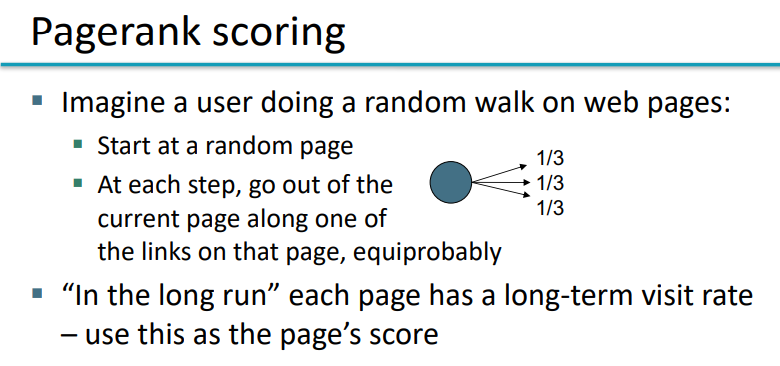 Pagerank scoring
Imagine a user doing a random walk on web pages:
Start at a random page
At each step, go out of the
current page along one of
the links on that page, equiprobably
1/3
1/3
1/3
“In the long run” each page has a long-term visit rate
– use this as the page’s score